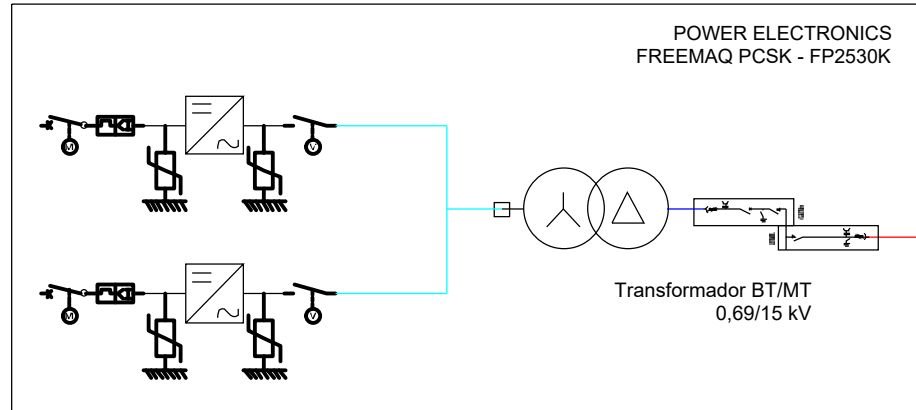 POWER ELECTRONICS
FREEMAQ PCSK - FP2530K
M
V
Transformador BT/MT
0,69/15 kV
M
V